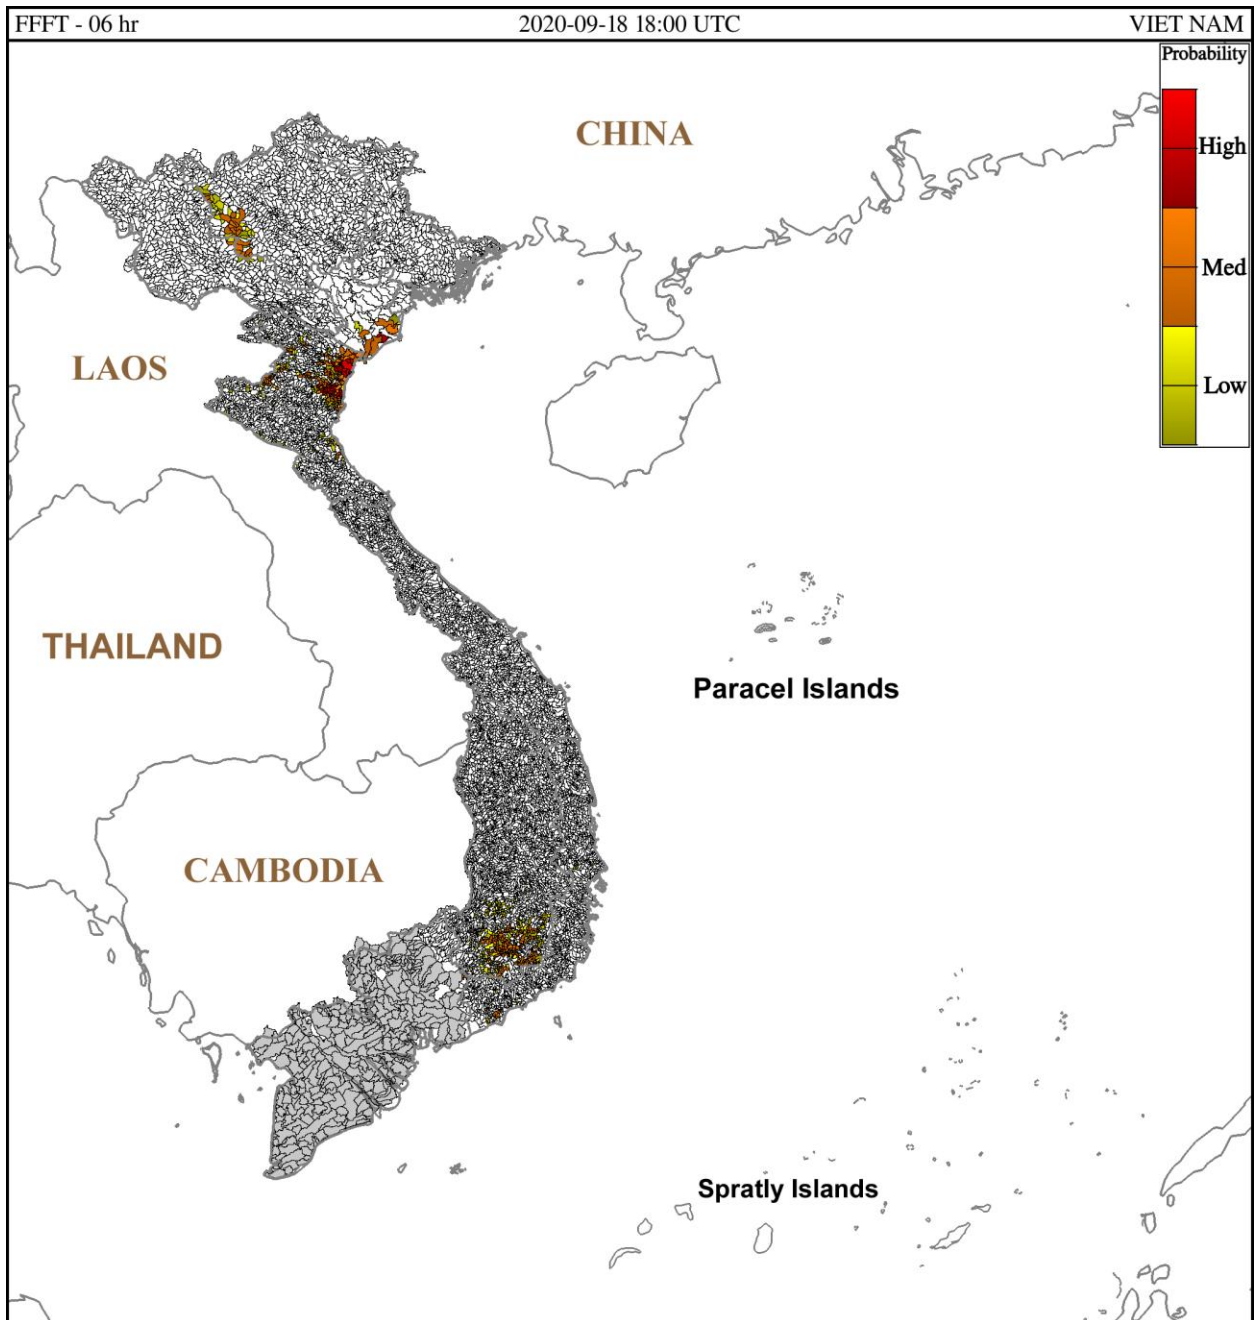 FFFT - 06 hr 2020-09-18 18:00 UTC VIET NAM
Probability
High
Med
Low
CHINA
LAOS
THAILAND
Paracel Islands
CAMBODIA
Spratly Islands